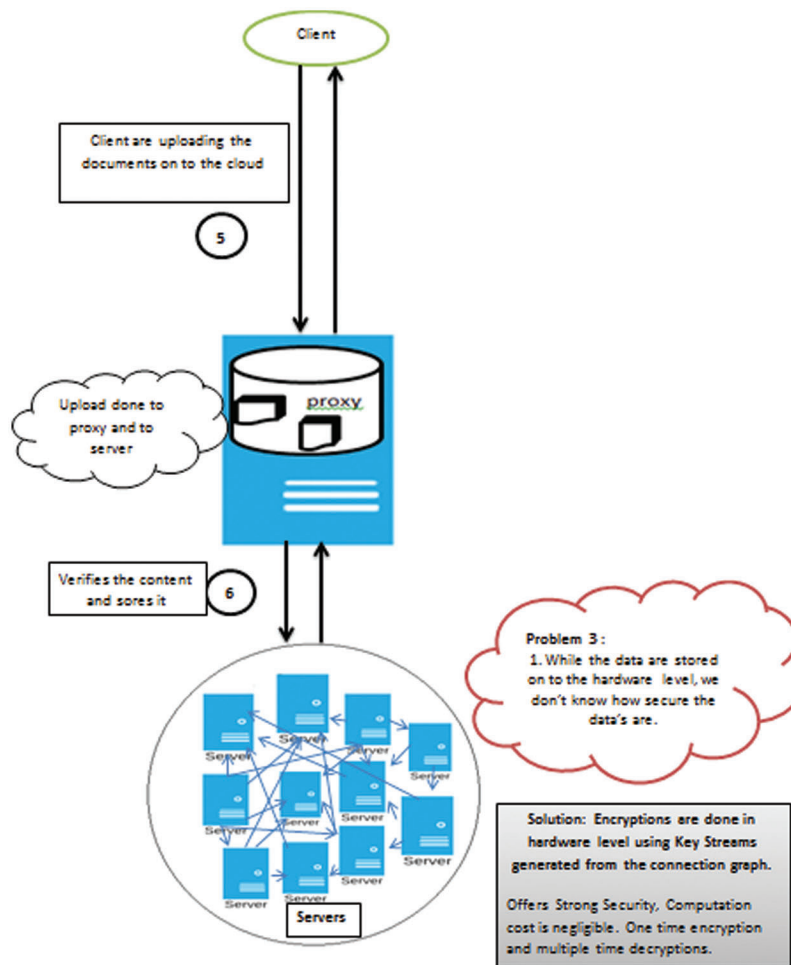 Client
Client are uploading the
documents on to the cloud
5
proxy
Upload done to
proxy and to
server
Verifies the content
and sores it
6
Problem 3 :
1. While the data are stored
on to the hardware level, we
don't know how secure the
data's are.
Server
Server
Server
Server
Server
Server
Server
Server
Server
Server
Server
Servers
Solution: Encryptions are done in
hardware level using Key Streams
generated from the connection graph.
Offers Strong Security, Computation
cost is negligible. One time encryption
and multiple time decryptions.